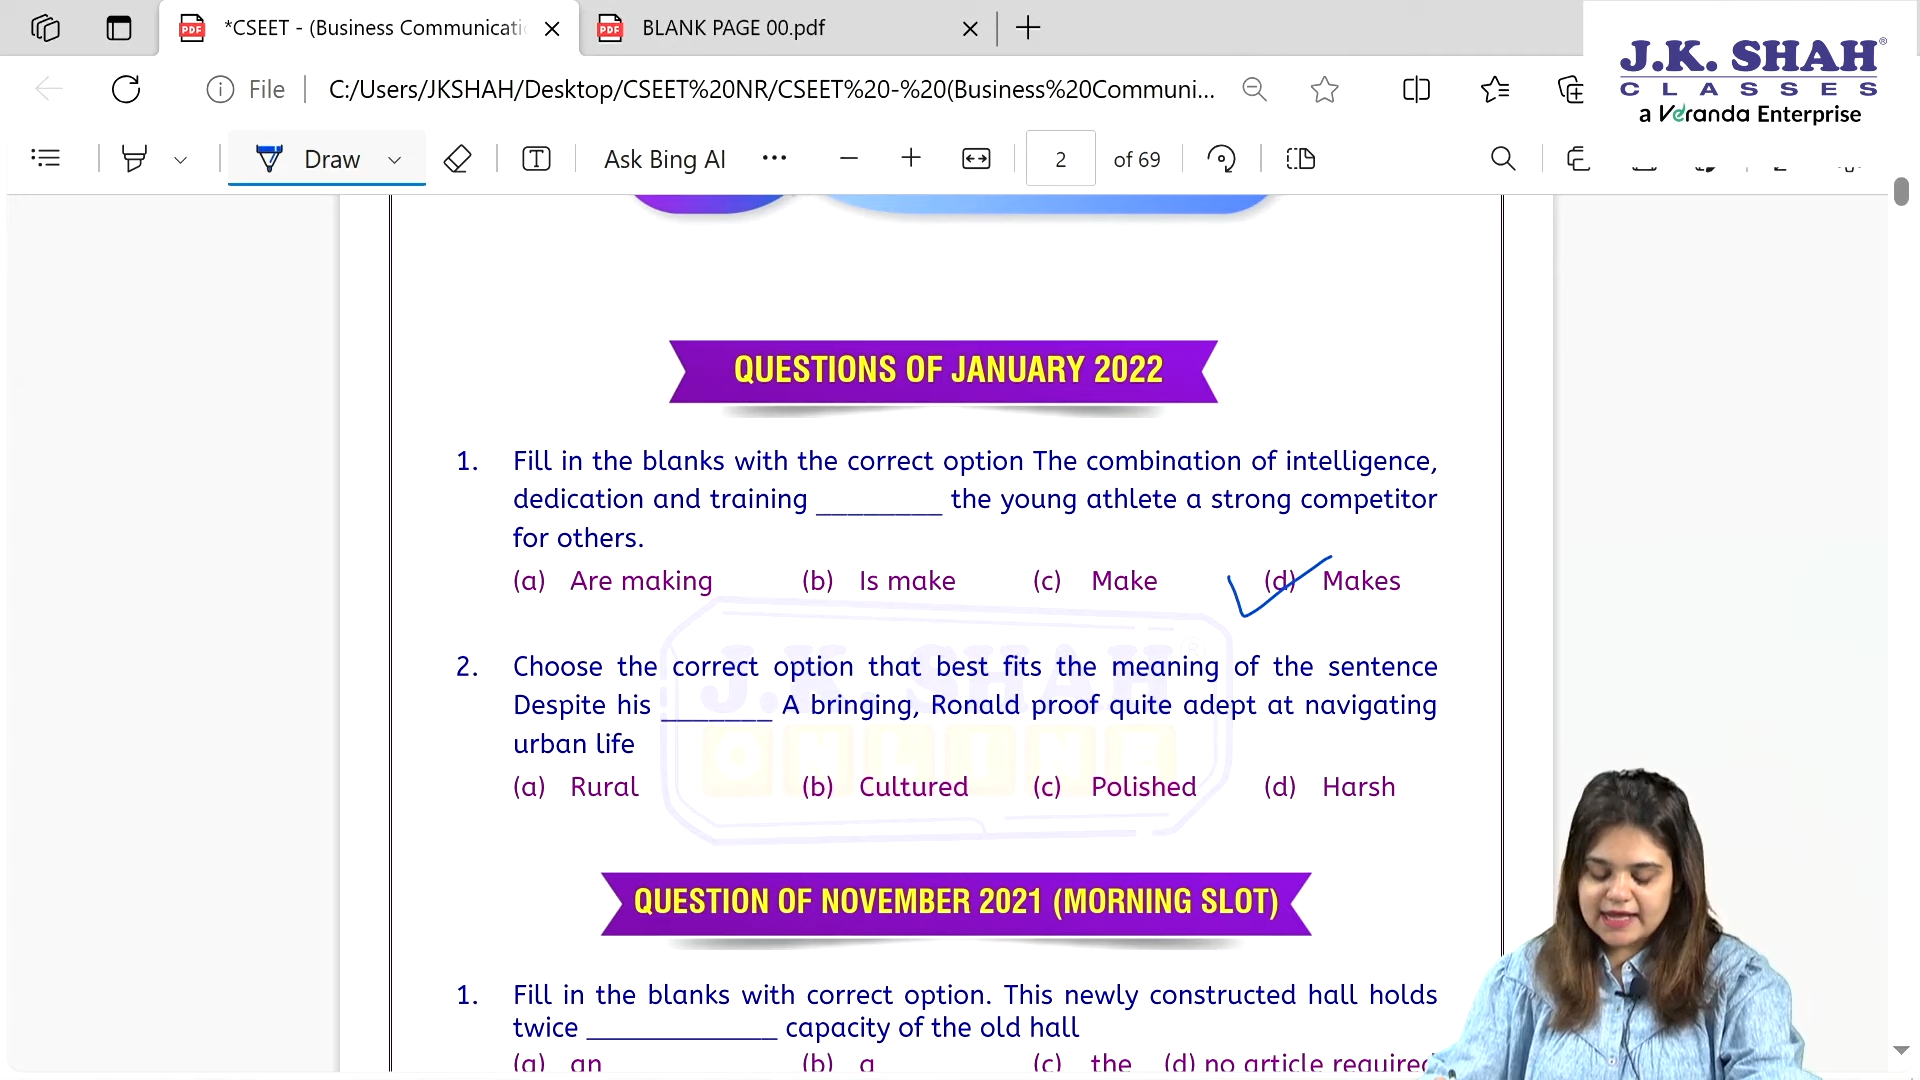 *CSEET - (Business Communicati
BLANK PAGE 00.pdf
J.K. SHAH®
CLASSES
a Veranda Enterprise
File
C:/Users/JKSHAH/Desktop/CSEET%20NR/CSEET%20-%20(Business%20Communi...
Draw
T
Ask Bing AI
2
of 69
QUESTIONS OF JANUARY 2022
1. Fill in the blanks with the correct option The combination of intelligence,
dedication and training ________ the young athlete a strong competitor
for others.
(a) Are making (b) Is make (c) Make (d) Makes
2. Choose the correct option that best fits the meaning of the sentence
Despite his _______ A bringing, Ronald proof quite adept at navigating
urban life
(a) Rural (b) Cultured (c) Polished (d) Harsh
J.K. SHAH®
ONLINE
QUESTION OF NOVEMBER 2021 (MORNING SLOT)
1. Fill in the blanks with correct option. This newly constructed hall holds
twice ____________ capacity of the old hall
(a) an (b) a (c) the (d) no article required